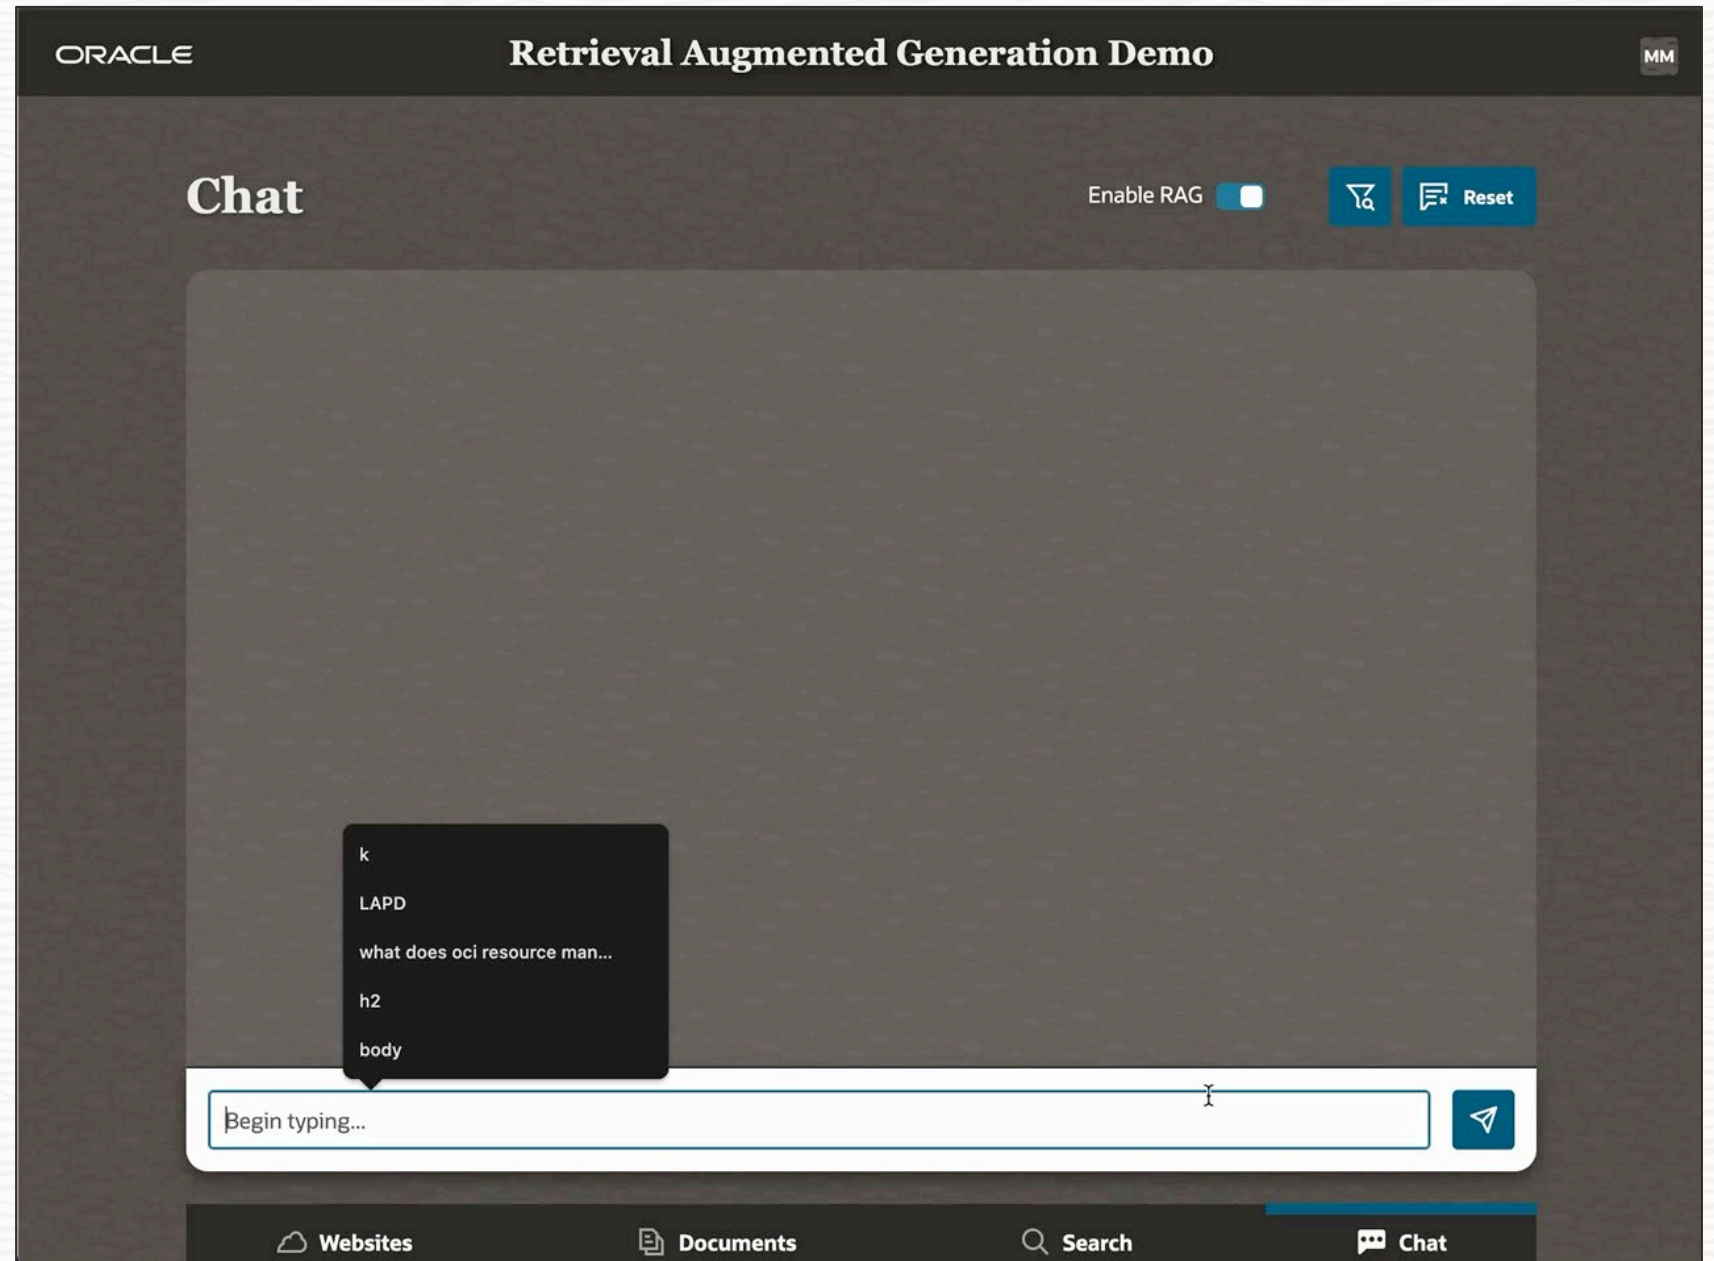 ORACLE
Retrieval Augmented Generation Demo
MM
Chat
Enable RAG
Reset
k
LAPD
what does oci resource man...
h2
body
Begin typing...
Websites
Documents
Search
Chat